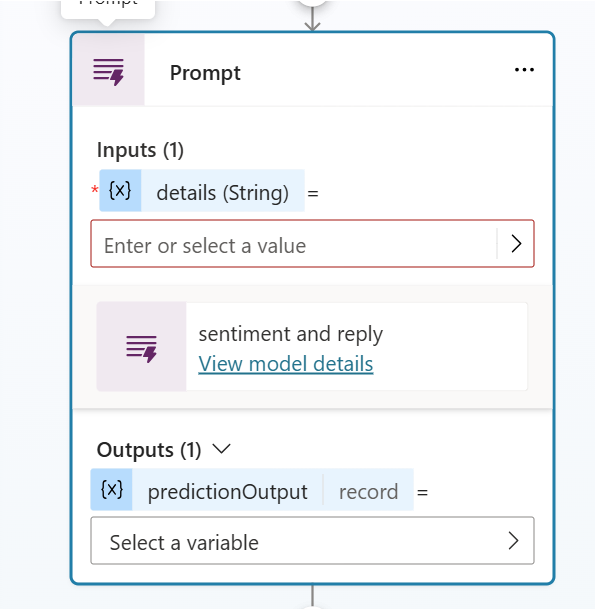 Prompt
Prompt
...
Inputs (1)
* {x} details (String) =
Enter or select a value
sentiment and reply
View model details
Outputs (1)
{x} predictionOutput record =
Select a variable